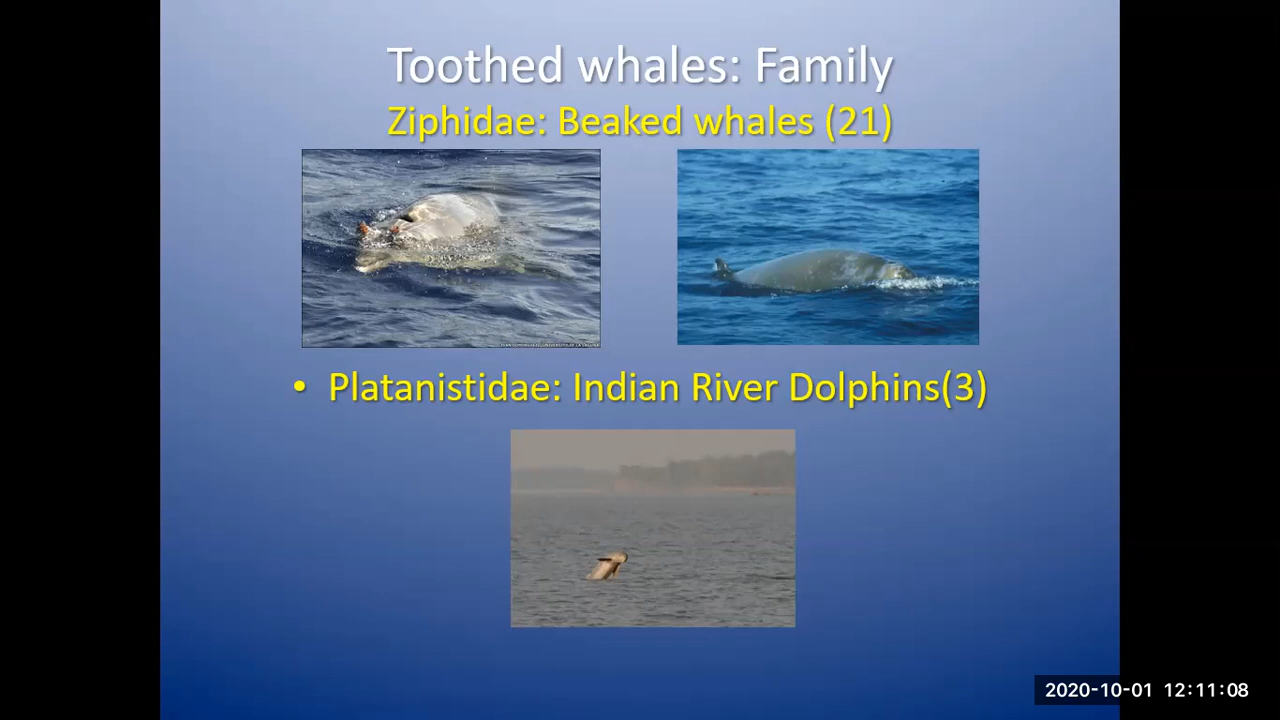 Toothed whales: Family
Ziphidae: Beaked whales (21)
• Platanistidae: Indian River Dolphins(3)
2020-10-01 12:11:08